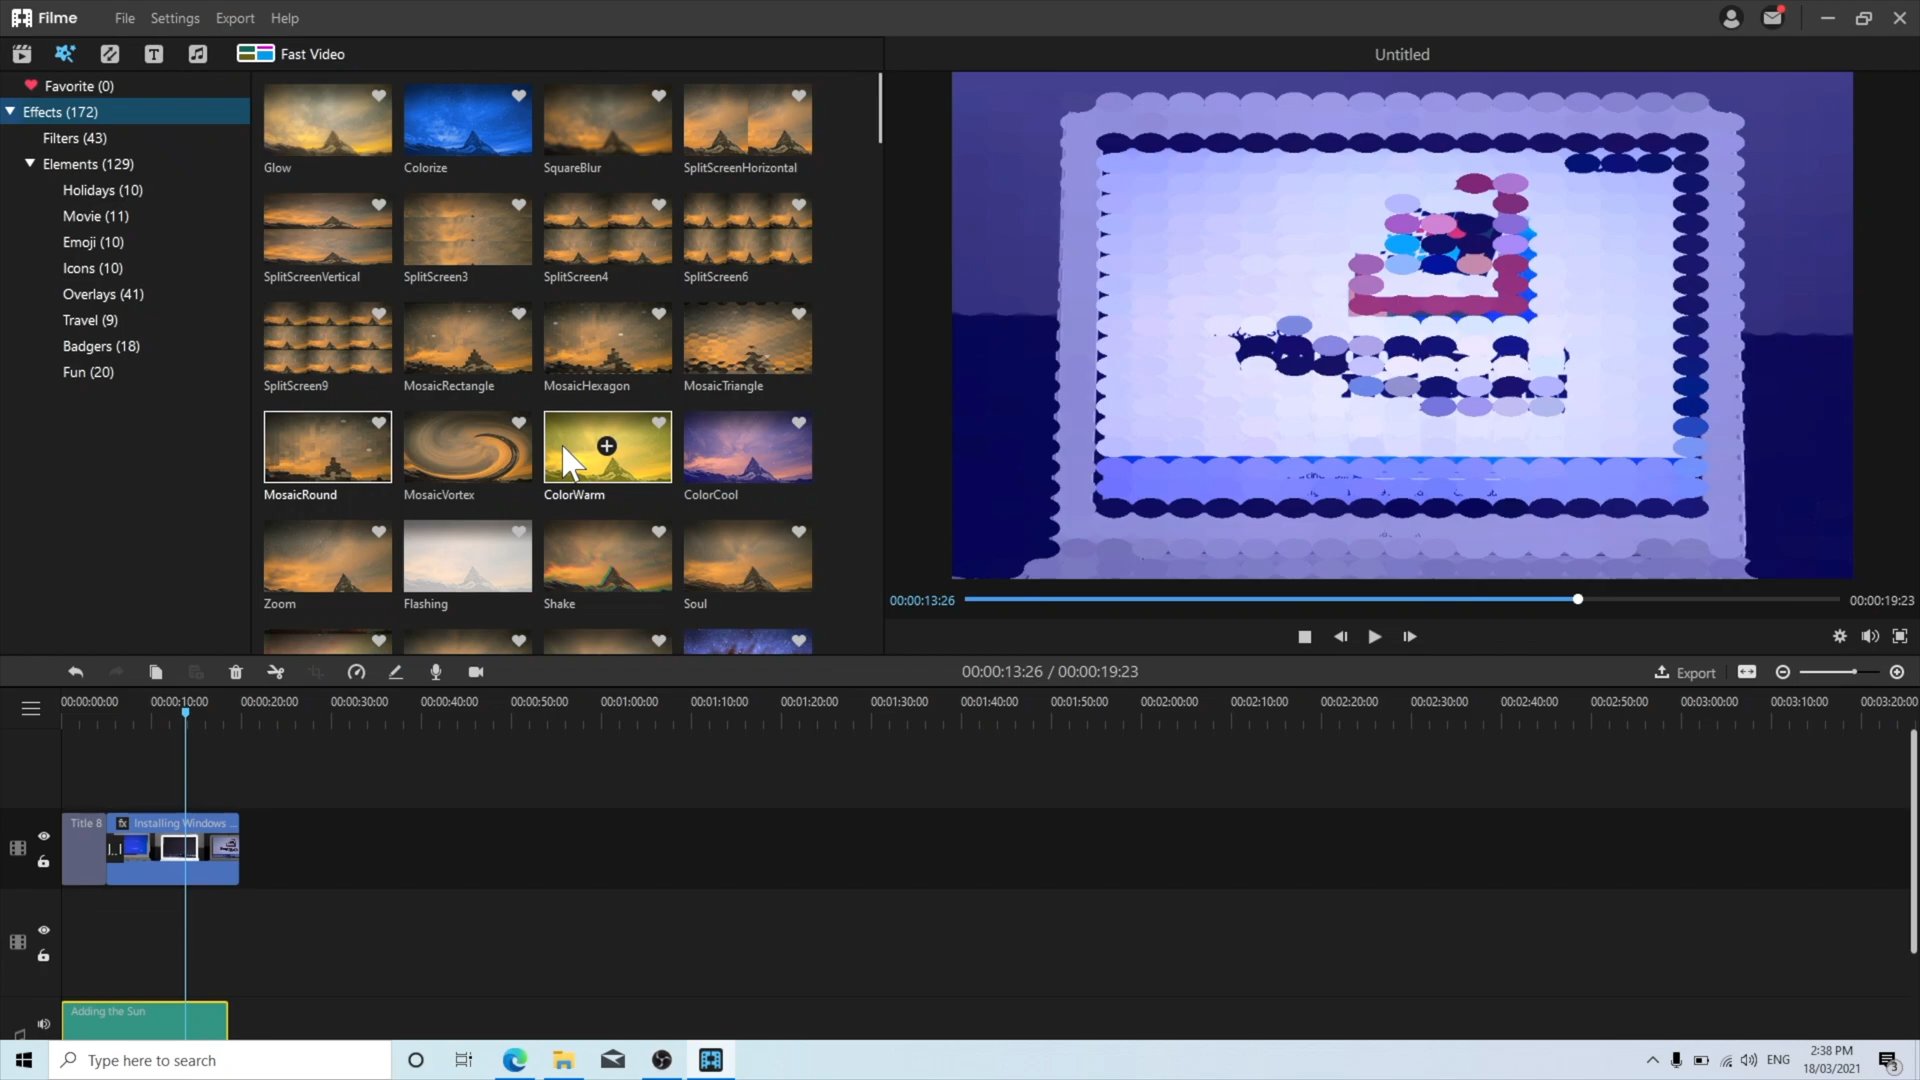 Filme File Settings Export Help
Fast Video
Untitled
Favorite (0)
Effects (172)
Filters (43)
Elements (129)
Holidays (10)
Movie (11)
Emoji (10)
Icons (10)
Overlays (41)
Travel (9)
Badgers (18)
Fun (20)
Glow Colorize SquareBlur SplitScreenHorizontal
SplitScreenVertical SplitScreen3 SplitScreen4 SplitScreen6
SplitScreen9 MosaicRectangle MosaicHexagon MosaicTriangle
MosaicRound MosaicVortex ColorWarm ColorCool
Zoom Flashing Shake Soul
00:00:13:26 00:00:19:23
00:00:13:26 / 00:00:19:23 Export
00:00:00:00 00:00:10:00 00:00:20:00 00:00:30:00 00:00:40:00 00:00:50:00 00:01:00:00 00:01:10:00 00:01:20:00 00:01:30:00 00:01:40:00 00:01:50:00 00:02:00:00 00:02:10:00 00:02:20:00 00:02:30:00 00:02:40:00 00:02:50:00 00:03:00:00 00:03:10:00 00:03:20:00
Title 8 fx Installing Windows ...
Adding the Sun
Type here to search
ENG 2:38 PM
18/03/2021
3